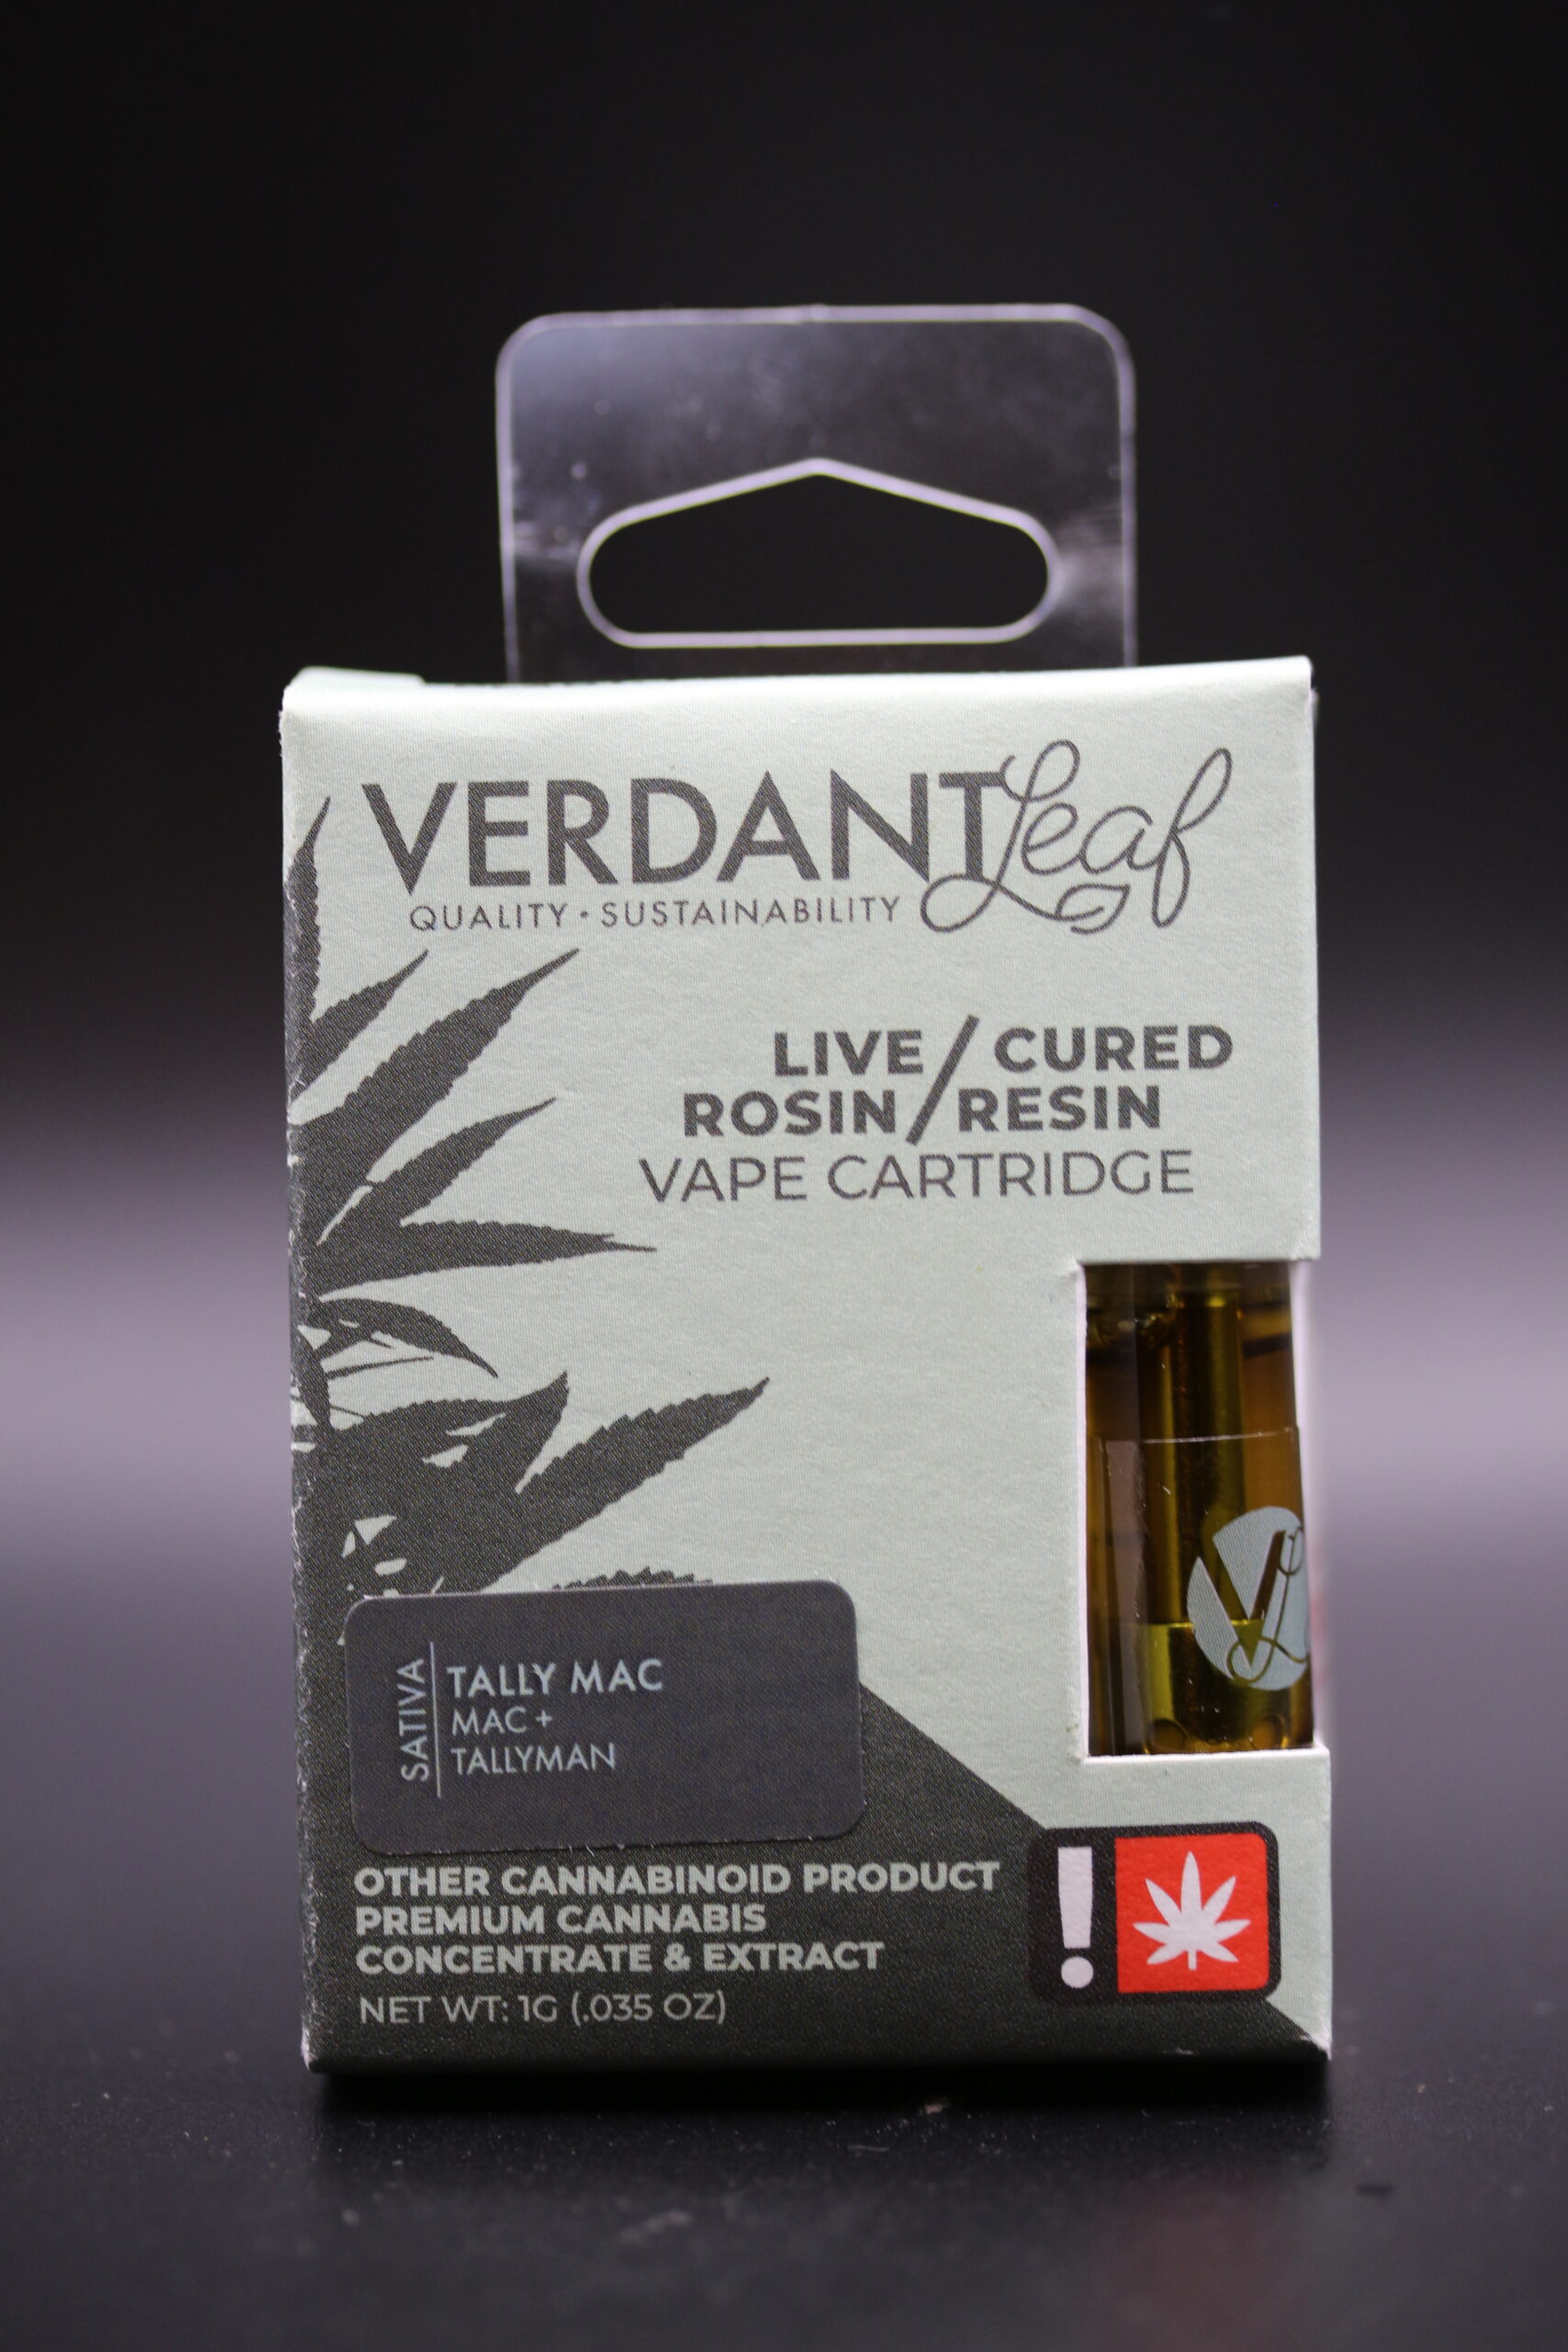 VERDANT Leaf
QUALITY • SUSTAINABILITY
LIVE / CURED
ROSIN / RESIN
VAPE CARTRIDGE
VL
SATIVA
TALLY MAC
MAC +
TALLYMAN
OTHER CANNABINOID PRODUCT
PREMIUM CANNABIS
CONCENTRATE & EXTRACT
NET WT: 1G (.035 OZ)
!